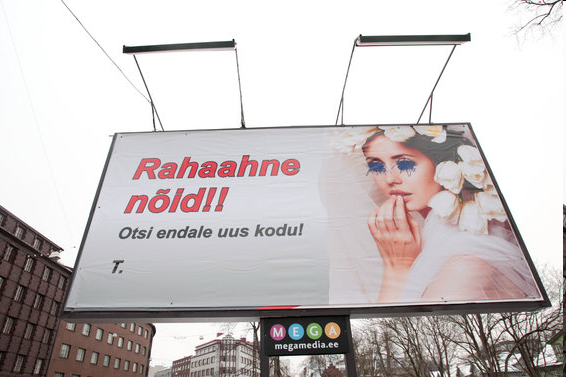 Rahaahne
nõid!!
Otsi endale uus kodu!
T.
MEGA
megamedia.ee